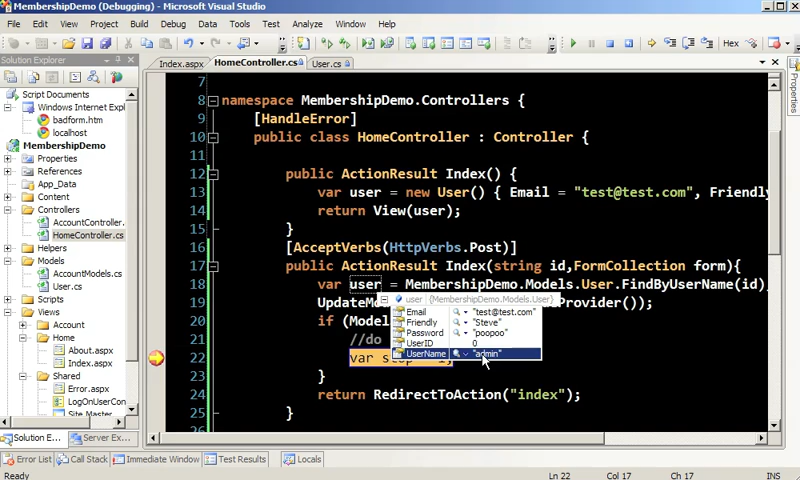 MembershipDemo (Debugging) - Microsoft Visual Studio
File Edit View Project Build Debug Data Tools Test Analyze Window Help
Hex
Solution Explorer
Index.aspx HomeController.cs User.cs
Properties
Script Documents
Windows Internet Expl
badform.htm
localhost
MembershipDemo
Properties
References
App_Data
Content
Controllers
AccountController.
HomeController.cs
Helpers
Models
AccountModels.cs
User.cs
Scripts
Views
Account
Home
About.aspx
Index.aspx
Shared
Error.aspx
LogOnUserCon
Site.Master
Solution E... Server Ex...
7
8 namespace MembershipDemo.Controllers {
9 [HandleError]
10 public class HomeController : Controller {
11
12 public ActionResult Index() {
13 var user = new User() { Email = "test@test.com", Friendly
14 return View(user);
15 }
16 [AcceptVerbs(HttpVerbs.Post)]
17 public ActionResult Index(string id,FormCollection form){
18 var user = MembershipDemo.Models.User.FindByUserName(id);
19 UpdateMo Provider());
20 if (Model
21 //do
22 var stop = 1;
23 }
24 return RedirectToAction("index");
25 }
26
user {MembershipDemo.Models.User}
Email "test@test.com"
Friendly "Steve"
Password "poopoo"
UserID 0
UserName "admin"
Error List Call Stack Immediate Window Test Results Locals
Ready Ln 22 Col 17 Ch 17